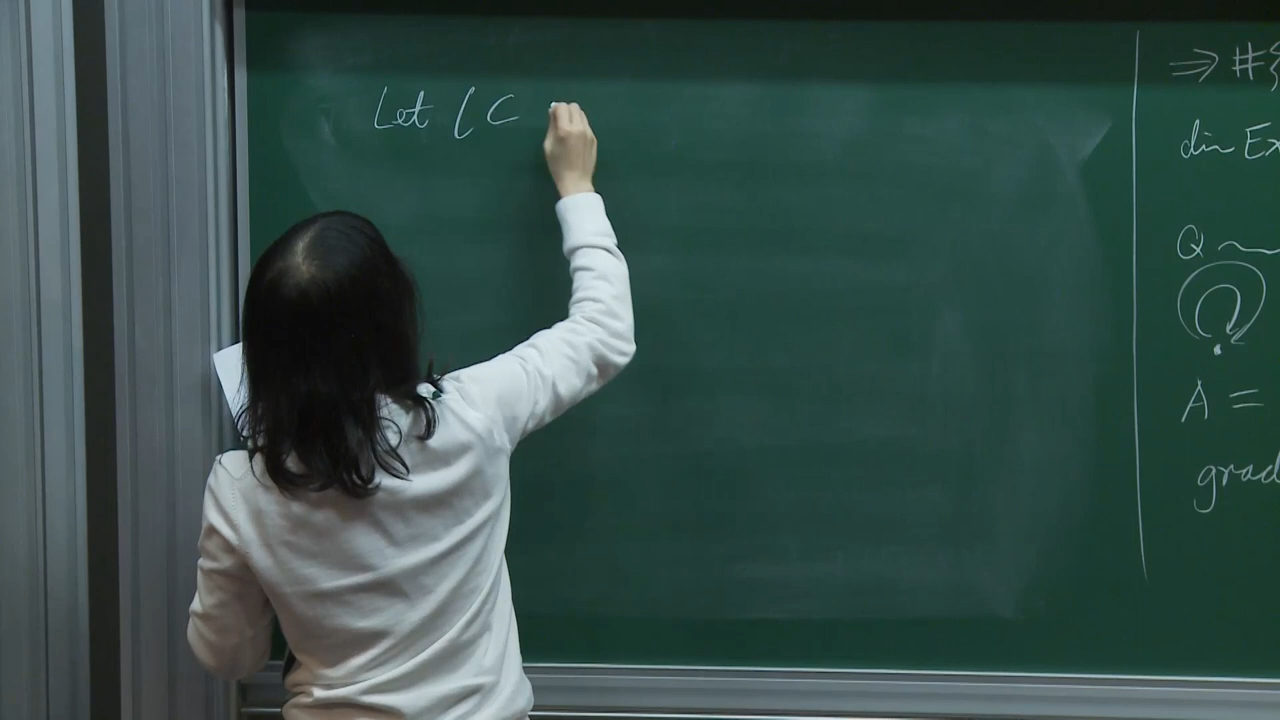 Let ( C
⇒ #{
dim Ex
Q ~
A =
grad